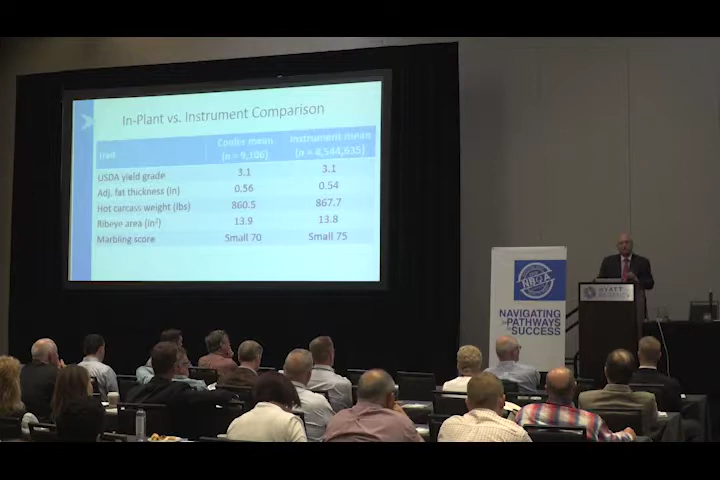 In-Plant vs. Instrument Comparison
Trait Cooler mean Instrument mean
(n = 9,106) (n = 4,544,635)
USDA yield grade 3.1 3.1
Adj. fat thickness (in) 0.56 0.54
Hot carcass weight (lbs) 860.5 867.7
Ribeye area (in²) 13.9 13.8
Marbling score Small 70 Small 75
NBQA
NAVIGATING
PATHWAYS
SUCCESS
HYATT